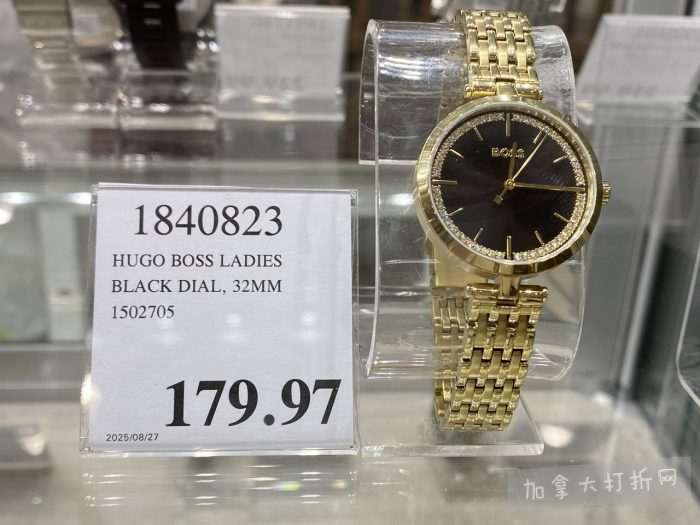 1840823
HUGO BOSS LADIES
BLACK DIAL, 32MM
1502705
179.97
2025/08/27
BOSS
加拿大打折网